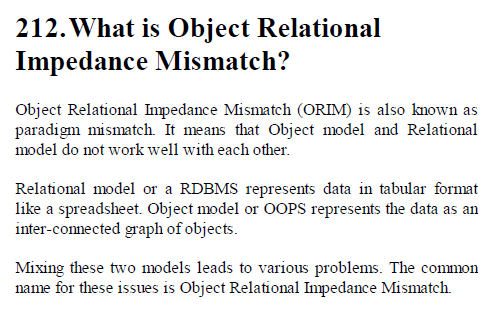 212.What is Object Relational
Impedance Mismatch?
Object Relational Impedance Mismatch (ORIM) is also known as
paradigm mismatch. It means that Object model and Relational
model do not work well with each other.
Relational model or a RDBMS represents data in tabular format
like a spreadsheet. Object model or OOPS represents the data as an
inter-connected graph of objects.
Mixing these two models leads to various problems. The common
name for these issues is Object Relational Impedance Mismatch.